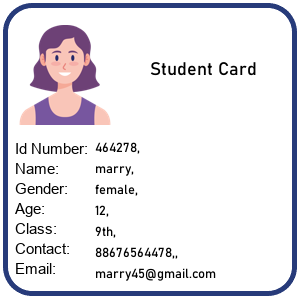 Student Card
Id Number: 464278,
Name: marry,
Gender: female,
Age: 12,
Class: 9th,
Contact: 88676564478,,
Email: marry45@gmail.com